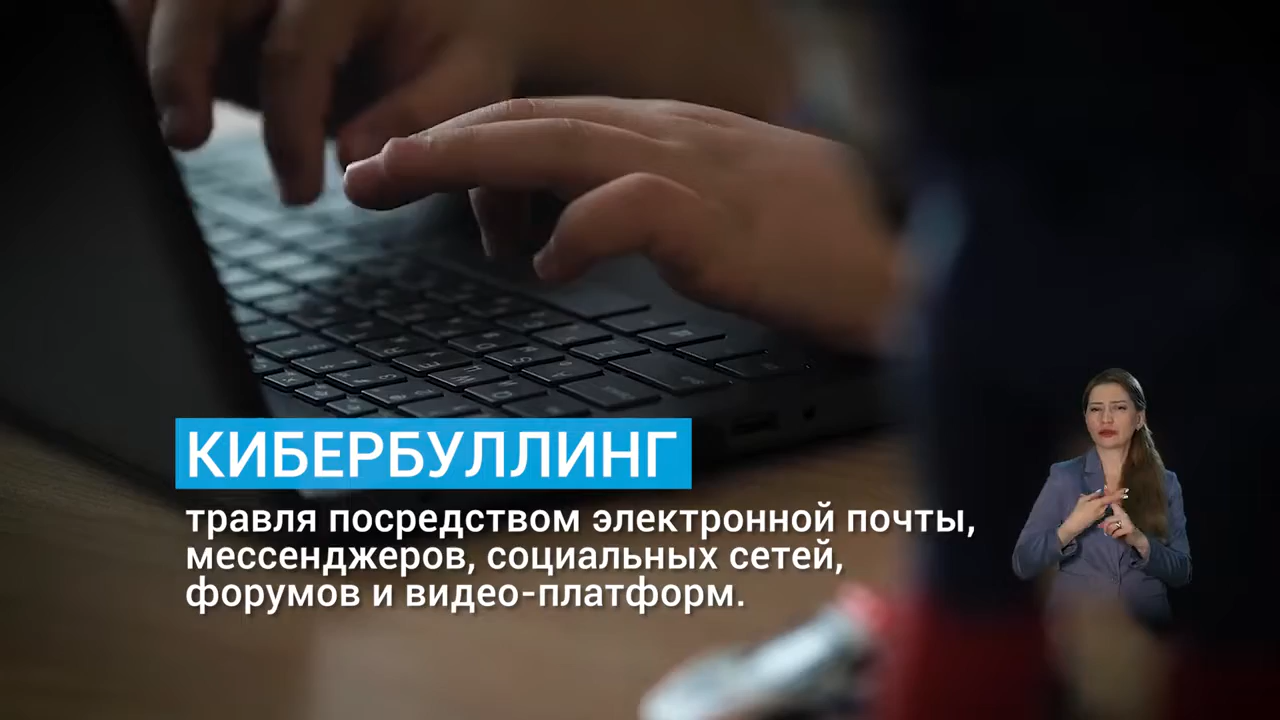 КИБЕРБУЛЛИНГ
травля посредством электронной почты,
мессенджеров, социальных сетей,
форумов и видео-платформ.